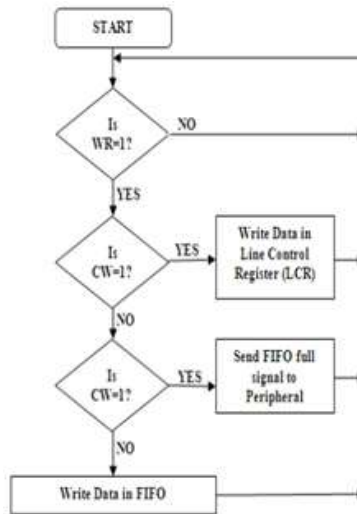 START
Is
WR=1?
NO
YES
Is
CW=1?
YES
Write Data in
Line Control
Register (LCR)
NO
Is
CW=1?
YES
Send FIFO full
signal to
Peripheral
NO
Write Data in FIFO